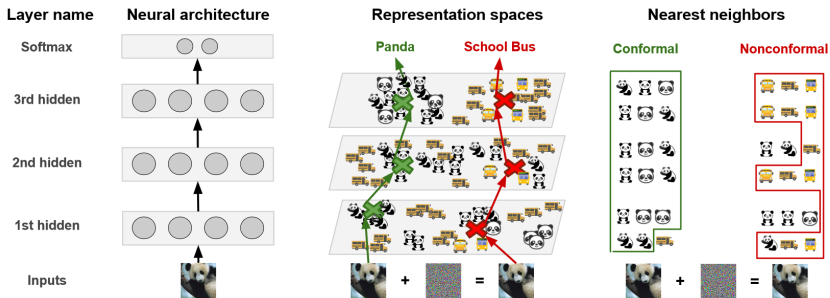 Layer name Neural architecture Representation spaces Nearest neighbors
Softmax Panda School Bus Conformal Nonconformal
3rd hidden
2nd hidden
1st hidden
Inputs + = + =